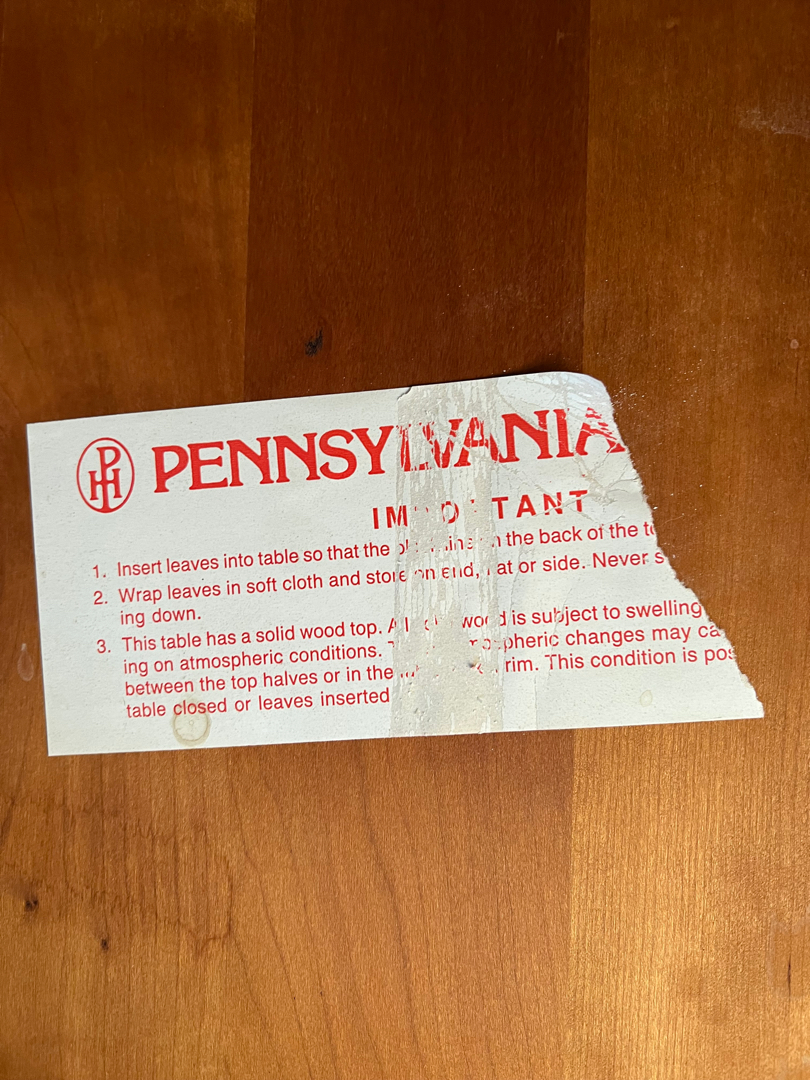 PH PENNSYLVANIA
IMPORTANT
1. Insert leaves into table so that the on the back of the
2. Wrap leaves in soft cloth and store on end, flat or side. Never
ing down.
3. This table has a solid wood top. wood is subject to swelling
ing on atmospheric conditions. changes may
between the top halves or in the rim. This condition is
table closed or leaves inserted